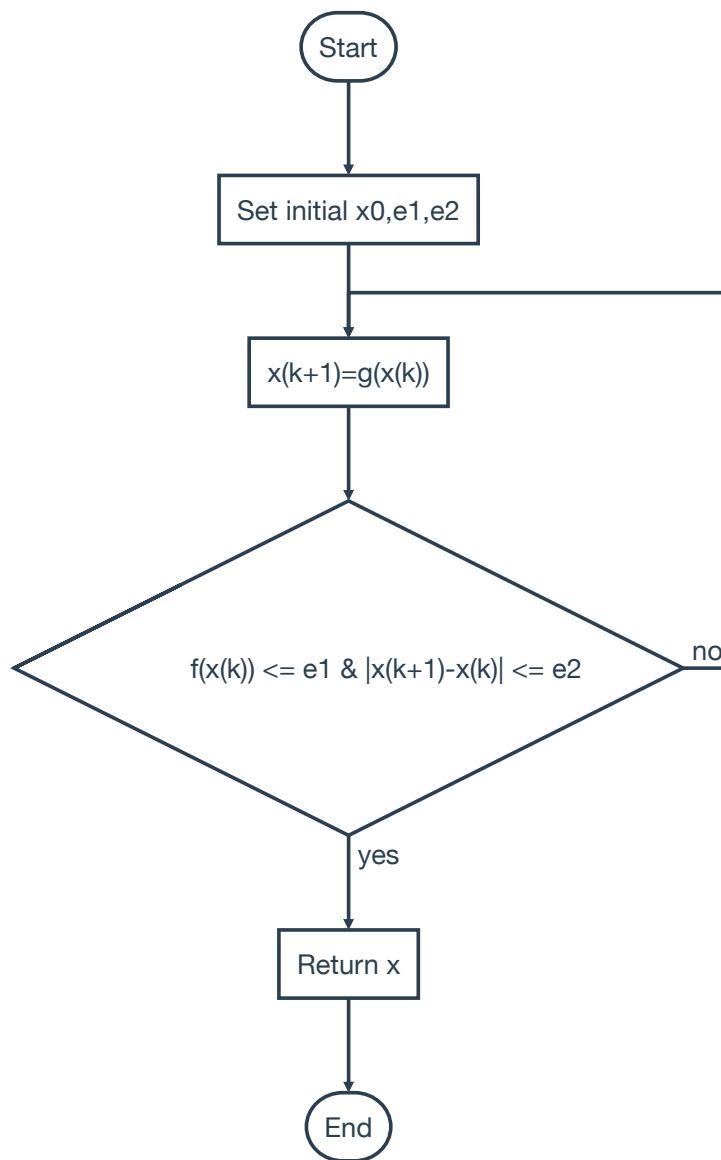 Start
Set initial x0,e1,e2
x(k+1)=g(x(k))
f(x(k)) <= e1 & |x(k+1)-x(k)| <= e2
no
yes
Return x
End